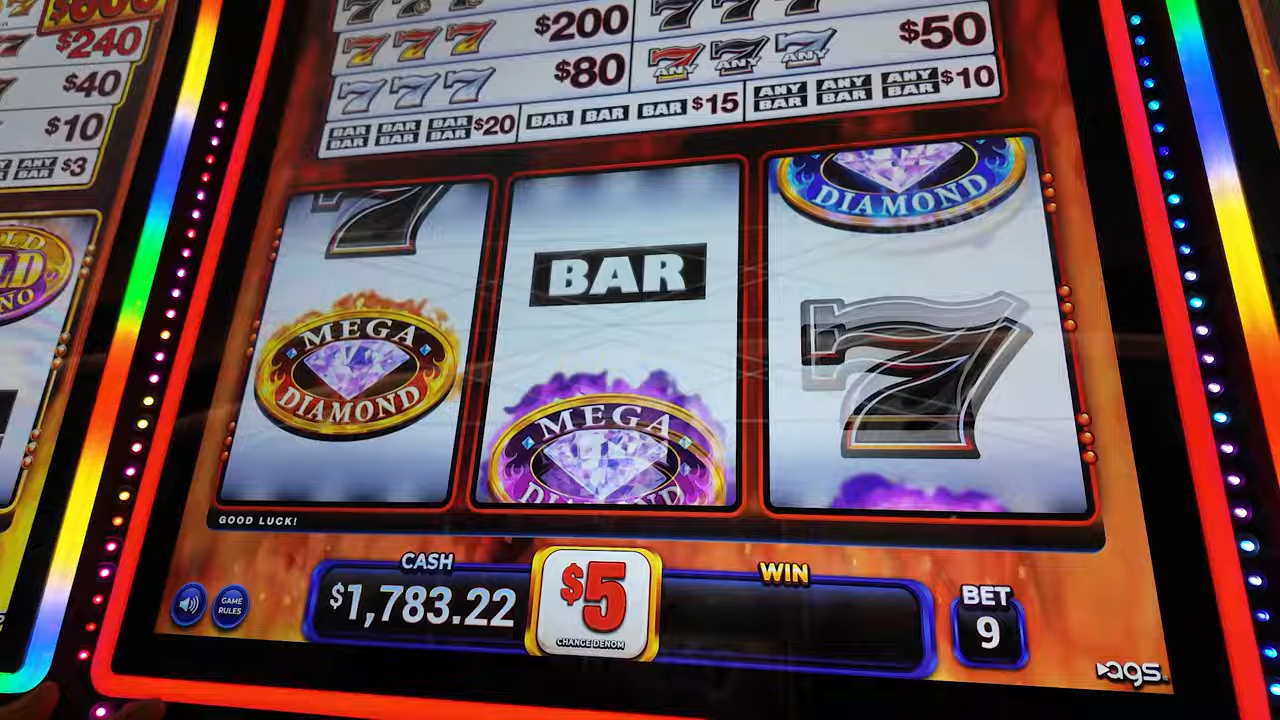 $600
$240
$40
$10
ANY BAR $3
$200
$80
ANY ANY ANY $50
BAR BAR BAR $20
BAR BAR BAR
BAR BAR BAR $15
ANY BAR ANY BAR ANY BAR $10
DIAMOND
BAR
MEGA
DIAMOND
MEGA
DIAMOND
GOOD LUCK!
CASH
$1,783.22
$5
CHANGE DENOM
WIN
BET
9
GAME
RULES
ags